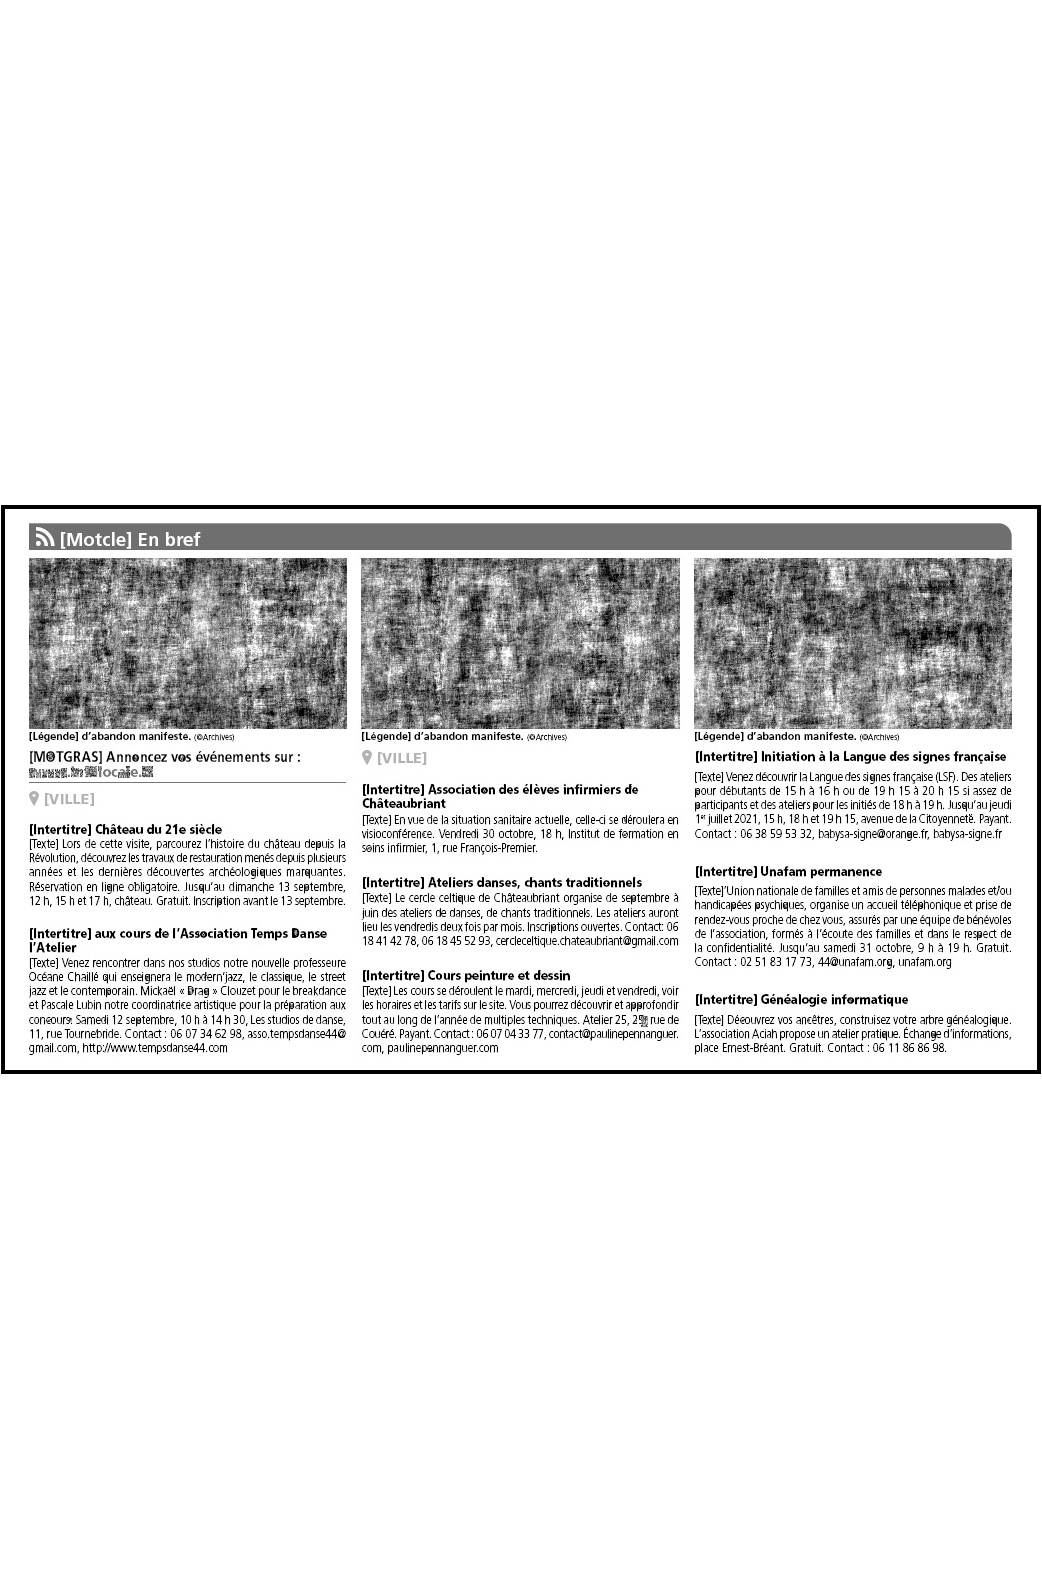 [Motcle] En bref
[Légende] d'abandon manifeste. (©Archives)
[MOTGRAS] Annoncez vos événements sur :
[VILLE]
[Intertitre] Château du 21e siècle
[Texte] Lors de cette visite, parcourez l'histoire du château depuis la
Révolution, découvrez les travaux de restauration menés depuis plusieurs
années et les dernières découvertes archéologiques marquantes.
Réservation en ligne obligatoire. Jusqu'au dimanche 13 septembre,
12 h, 15 h et 17 h, château. Gratuit. Inscription avant le 13 septembre.
[Intertitre] aux cours de l'Association Temps Danse
l'Atelier
[Texte] Venez rencontrer dans nos studios notre nouvelle professeure
Océane Chaillé qui enseignera le modern'jazz, le classique, le street
jazz et le contemporain. Mickaël « Drag » Clouzet pour le breakdance
et Pascale Lubin notre coordinatrice artistique pour la préparation aux
concours. Samedi 12 septembre, 10 h à 14 h 30, Les studios de danse,
11, rue Tournebride. Contact : 06 07 34 62 98, asso.tempsdanse44@
gmail.com, http://www.tempsdanse44.com
[Légende] d'abandon manifeste. (©Archives)
[VILLE]
[Intertitre] Association des élèves infirmiers de
Châteaubriant
[Texte] En vue de la situation sanitaire actuelle, celle-ci se déroulera en
visioconférence. Vendredi 30 octobre, 18 h, Institut de formation en
soins infirmier, 1, rue François-Premier.
[Intertitre] Ateliers danses, chants traditionnels
[Texte] Le cercle celtique de Châteaubriant organise de septembre à
juin des ateliers de danses, de chants traditionnels. Les ateliers auront
lieu les vendredis deux fois par mois. Inscriptions ouvertes. Contact: 06
18 41 42 78, 06 18 45 52 93, cercleceltique.chateaubriant@gmail.com
[Intertitre] Cours peinture et dessin
[Texte] Les cours se déroulent le mardi, mercredi, jeudi et vendredi, voir
les horaires et les tarifs sur le site. Vous pourrez découvrir et approfondir
tout au long de l'année de multiples techniques. Atelier 25, rue de
Couéré. Payant. Contact : 06 07 04 33 77, contact@paulinepennanguer.
com, paulinepennanguer.com
[Légende] d'abandon manifeste. (©Archives)
[Intertitre] Initiation à la Langue des signes française
[Texte] Venez découvrir la Langue des signes française (LSF). Des ateliers
pour débutants de 15 h à 16 h ou de 19 h 15 à 20 h 15 si assez de
participants et des ateliers pour les initiés de 18 h à 19 h. Jusqu'au jeudi
1er juillet 2021, 15 h, 18 h et 19 h 15, avenue de la Citoyenneté. Payant.
Contact : 06 38 59 53 32, babysa-signe@orange.fr, babysa-signe.fr
[Intertitre] Unafam permanence
[Texte]'Union nationale de familles et amis de personnes malades et/ou
handicapées psychiques, organise un accueil téléphonique et prise de
rendez-vous proche de chez vous, assurés par une équipe de bénévoles
de l'association, formés à l'écoute des familles et dans le respect de
la confidentialité. Jusqu'au samedi 31 octobre, 9 h à 19 h. Gratuit.
Contact : 02 51 83 17 73, 44@unafam.org, unafam.org
[Intertitre] Généalogie informatique
[Texte] Découvrez vos ancêtres, construisez votre arbre généalogique.
L'association Aciah propose un atelier pratique. Échange d'informations,
place Ernest-Bréant. Gratuit. Contact : 06 11 86 86 98.